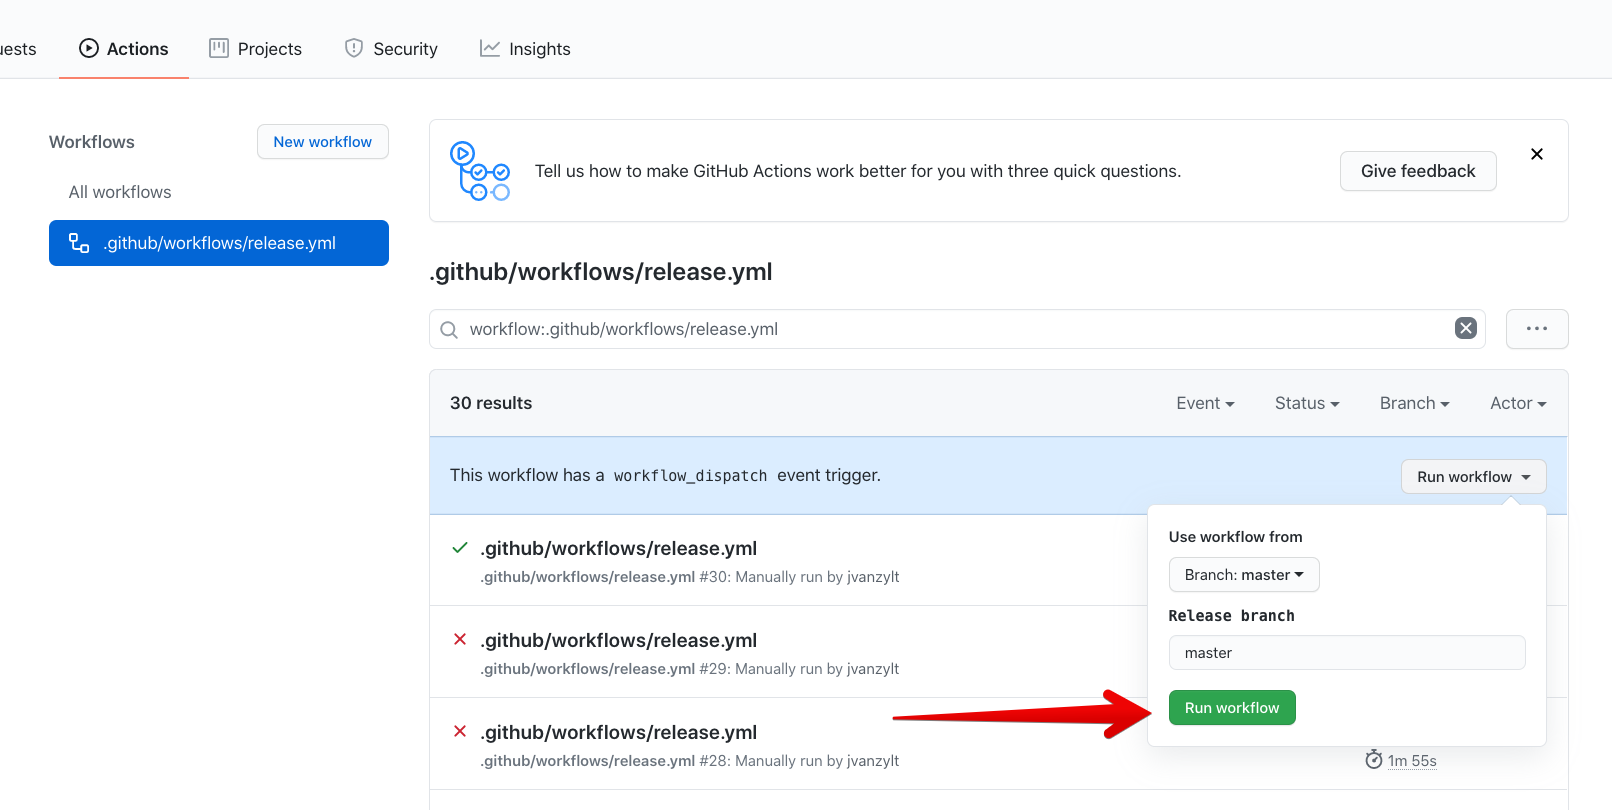 uests
Actions
Projects
Security
Insights
Workflows
New workflow
All workflows
.github/workflows/release.yml
Tell us how to make GitHub Actions work better for you with three quick questions.
Give feedback
.github/workflows/release.yml
workflow:.github/workflows/release.yml
30 results
Event
Status
Branch
Actor
This workflow has a workflow_dispatch event trigger.
Run workflow
Use workflow from
Branch: master
Release branch
master
Run workflow
.github/workflows/release.yml
.github/workflows/release.yml #30: Manually run by jvanzylt
.github/workflows/release.yml
.github/workflows/release.yml #29: Manually run by jvanzylt
.github/workflows/release.yml
.github/workflows/release.yml #28: Manually run by jvanzylt
1m 55s